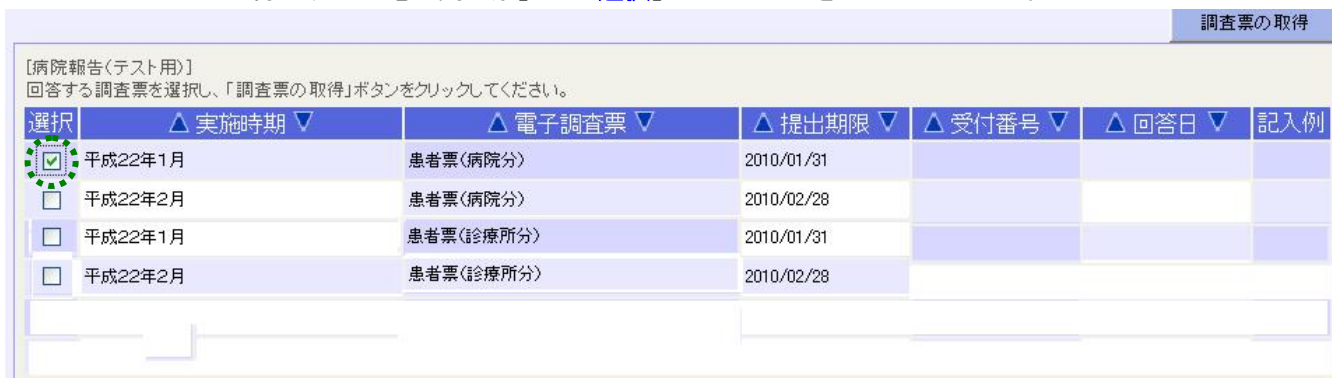 調査票の取得
[病院報告(テスト用)]
回答する調査票を選択し、「調査票の取得」ボタンをクリックしてください。
選択 △ 実施時期 ▽ △ 電子調査票 ▽ △ 提出期限 ▽ △ 受付番号 ▽ △ 回答日 ▽ 記入例
平成22年1月 患者票(病院分) 2010/01/31
平成22年2月 患者票(病院分) 2010/02/28
平成22年1月 患者票(診療所分) 2010/01/31
平成22年2月 患者票(診療所分) 2010/02/28